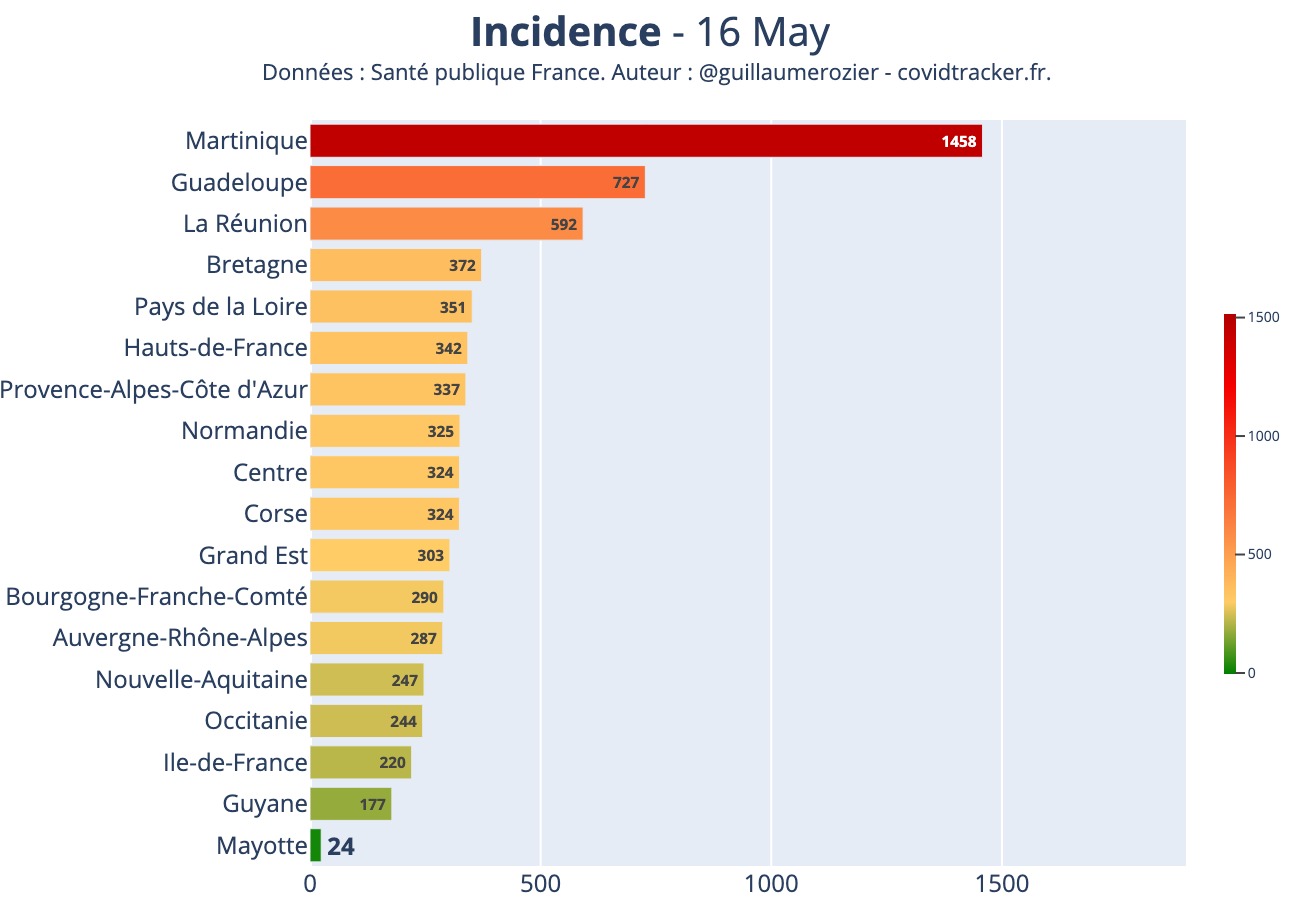 Incidence - 16 May
Données : Santé publique France. Auteur : @guillaumerozier - covidtracker.fr.
Martinique 1458
Guadeloupe 727
La Réunion 592
Bretagne 372
Pays de la Loire 351
Hauts-de-France 342
Provence-Alpes-Côte d'Azur 337
Normandie 325
Centre 324
Corse 324
Grand Est 303
Bourgogne-Franche-Comté 290
Auvergne-Rhône-Alpes 287
Nouvelle-Aquitaine 247
Occitanie 244
Ile-de-France 220
Guyane 177
Mayotte 24
0 500 1000 1500
1500
1000
500
0